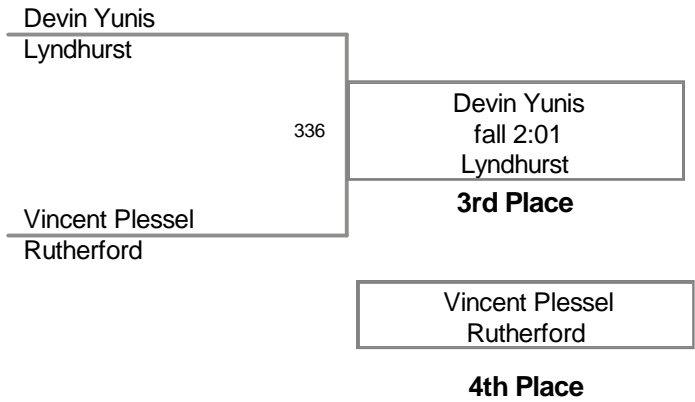 Devin Yunis
Lyndhurst
336
Devin Yunis
fall 2:01
Lyndhurst
3rd Place
Vincent Plessel
Rutherford
Vincent Plessel
Rutherford
4th Place